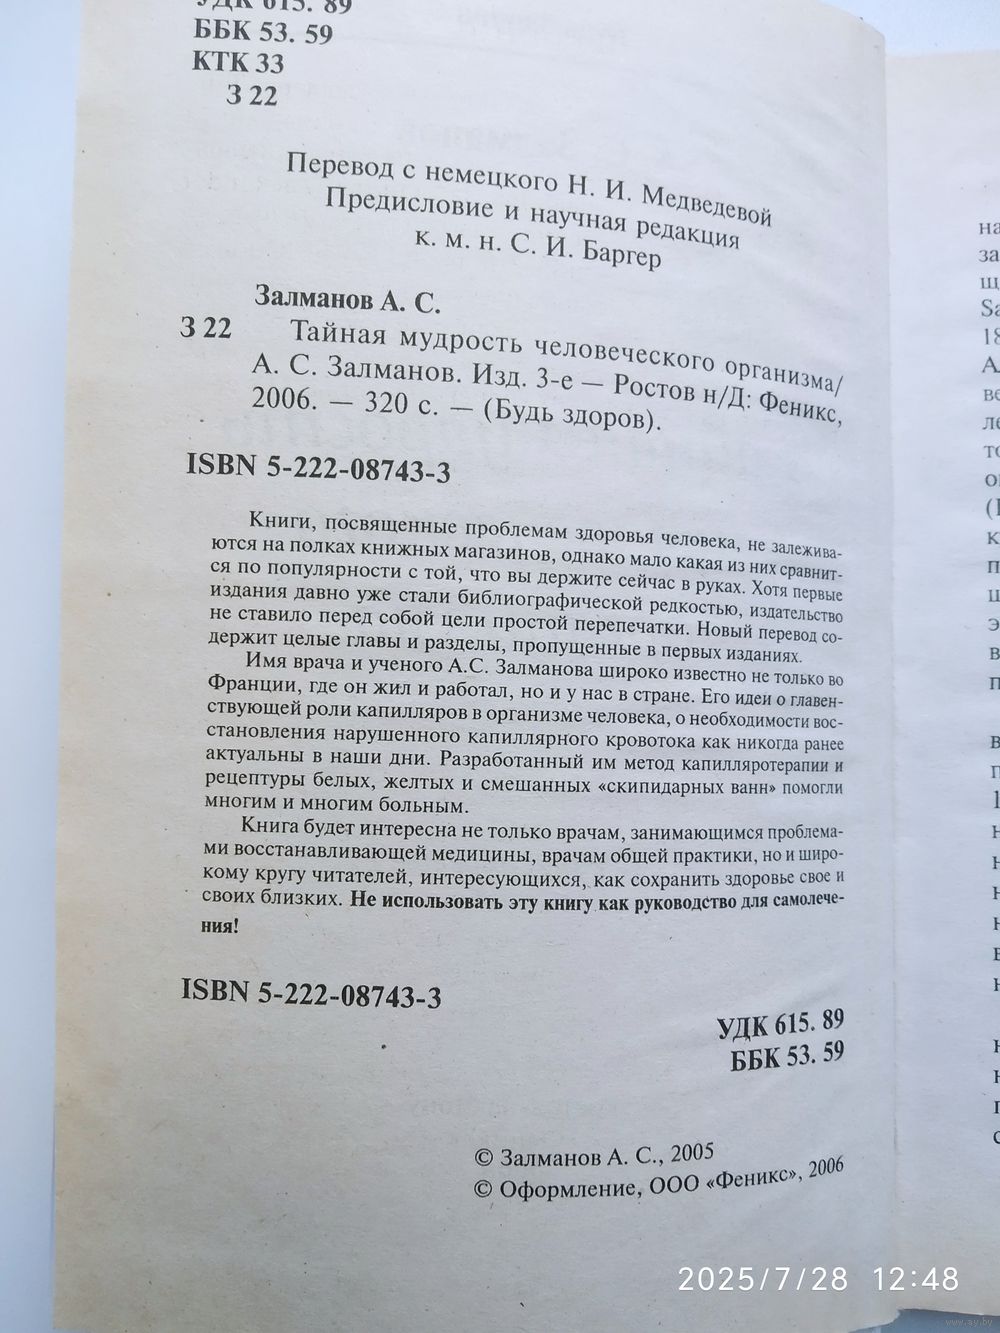 УДК 615. 89
ББК 53. 59
КТК 33
З 22
Перевод с немецкого Н. И. Медведевой
Предисловие и научная редакция
к. м. н. С. И. Баргер
Залманов А. С.
З 22 Тайная мудрость человеческого организма/
А. С. Залманов. Изд. 3-е — Ростов н/Д: Феникс,
2006. — 320 с. — (Будь здоров).
ISBN 5-222-08743-3
Книги, посвященные проблемам здоровья человека, не залежива-
ются на полках книжных магазинов, однако мало какая из них сравнит-
ся по популярности с той, что вы держите сейчас в руках. Хотя первые
издания давно уже стали библиографической редкостью, издательство
не ставило перед собой цели простой перепечатки. Новый перевод со-
держит целые главы и разделы, пропущенные в первых изданиях.
Имя врача и ученого А.С. Залманова широко известно не только во
Франции, где он жил и работал, но и у нас в стране. Его идеи о главен-
ствующей роли капилляров в организме человека, о необходимости вос-
становления нарушенного капиллярного кровотока как никогда ранее
актуальны в наши дни. Разработанный им метод капилляротерапии и
рецептуры белых, желтых и смешанных «скипидарных ванн» помогли
многим и многим больным.
Книга будет интересна не только врачам, занимающимся проблема-
ми восстанавливающей медицины, врачам общей практики, но и широ-
кому кругу читателей, интересующихся, как сохранить здоровье свое и
своих близких. Не использовать эту книгу как руководство для самолече-
ния!
ISBN 5-222-08743-3
УДК 615. 89
ББК 53. 59
© Залманов А. С., 2005
© Оформление, ООО «Феникс», 2006
2025/7/28 12:48
www.ay.by